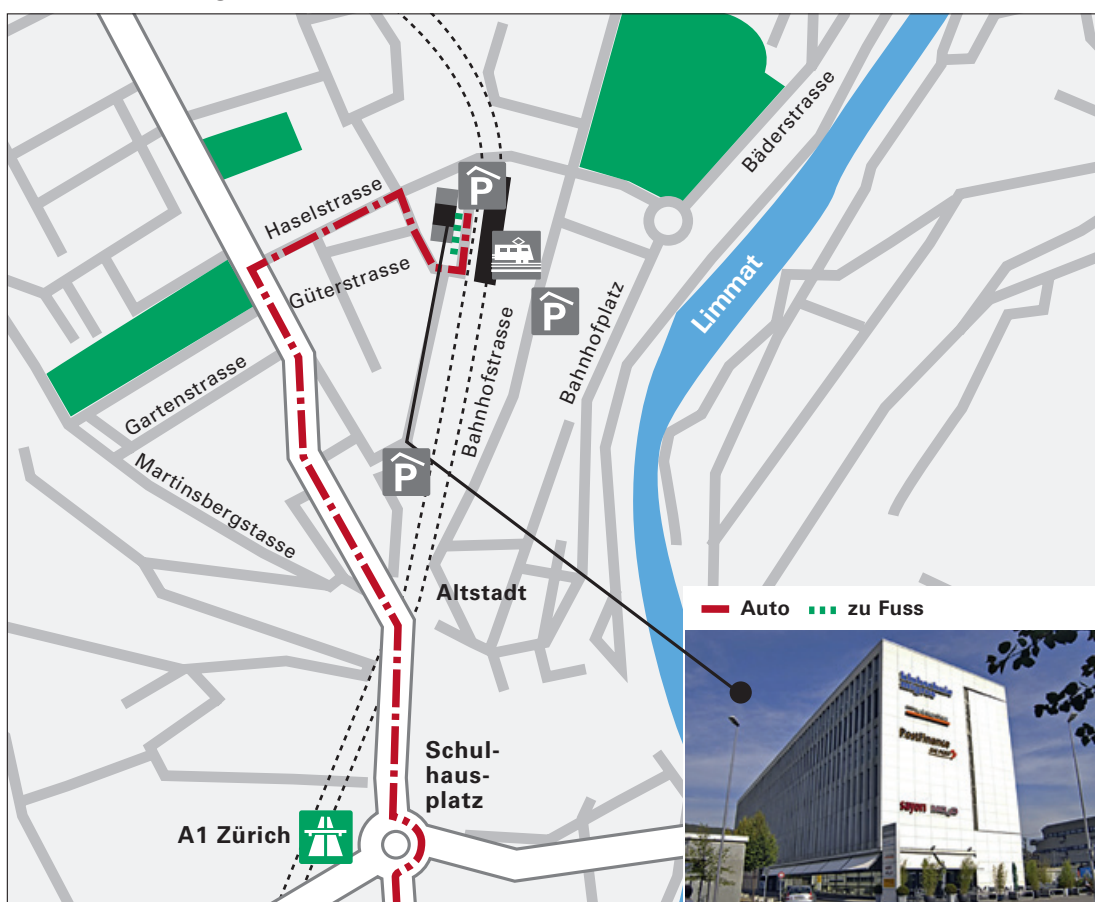 Bäderstrasse
Haselstrasse
P
Güterstrasse
Limmat
P
Bahnhofplatz
Bahnhofstrasse
Gartenstrasse
P
Martinsbergstasse
Altstadt
Auto
zu Fuss
PostFinance
Schul-
haus-
platz
A1 Zürich